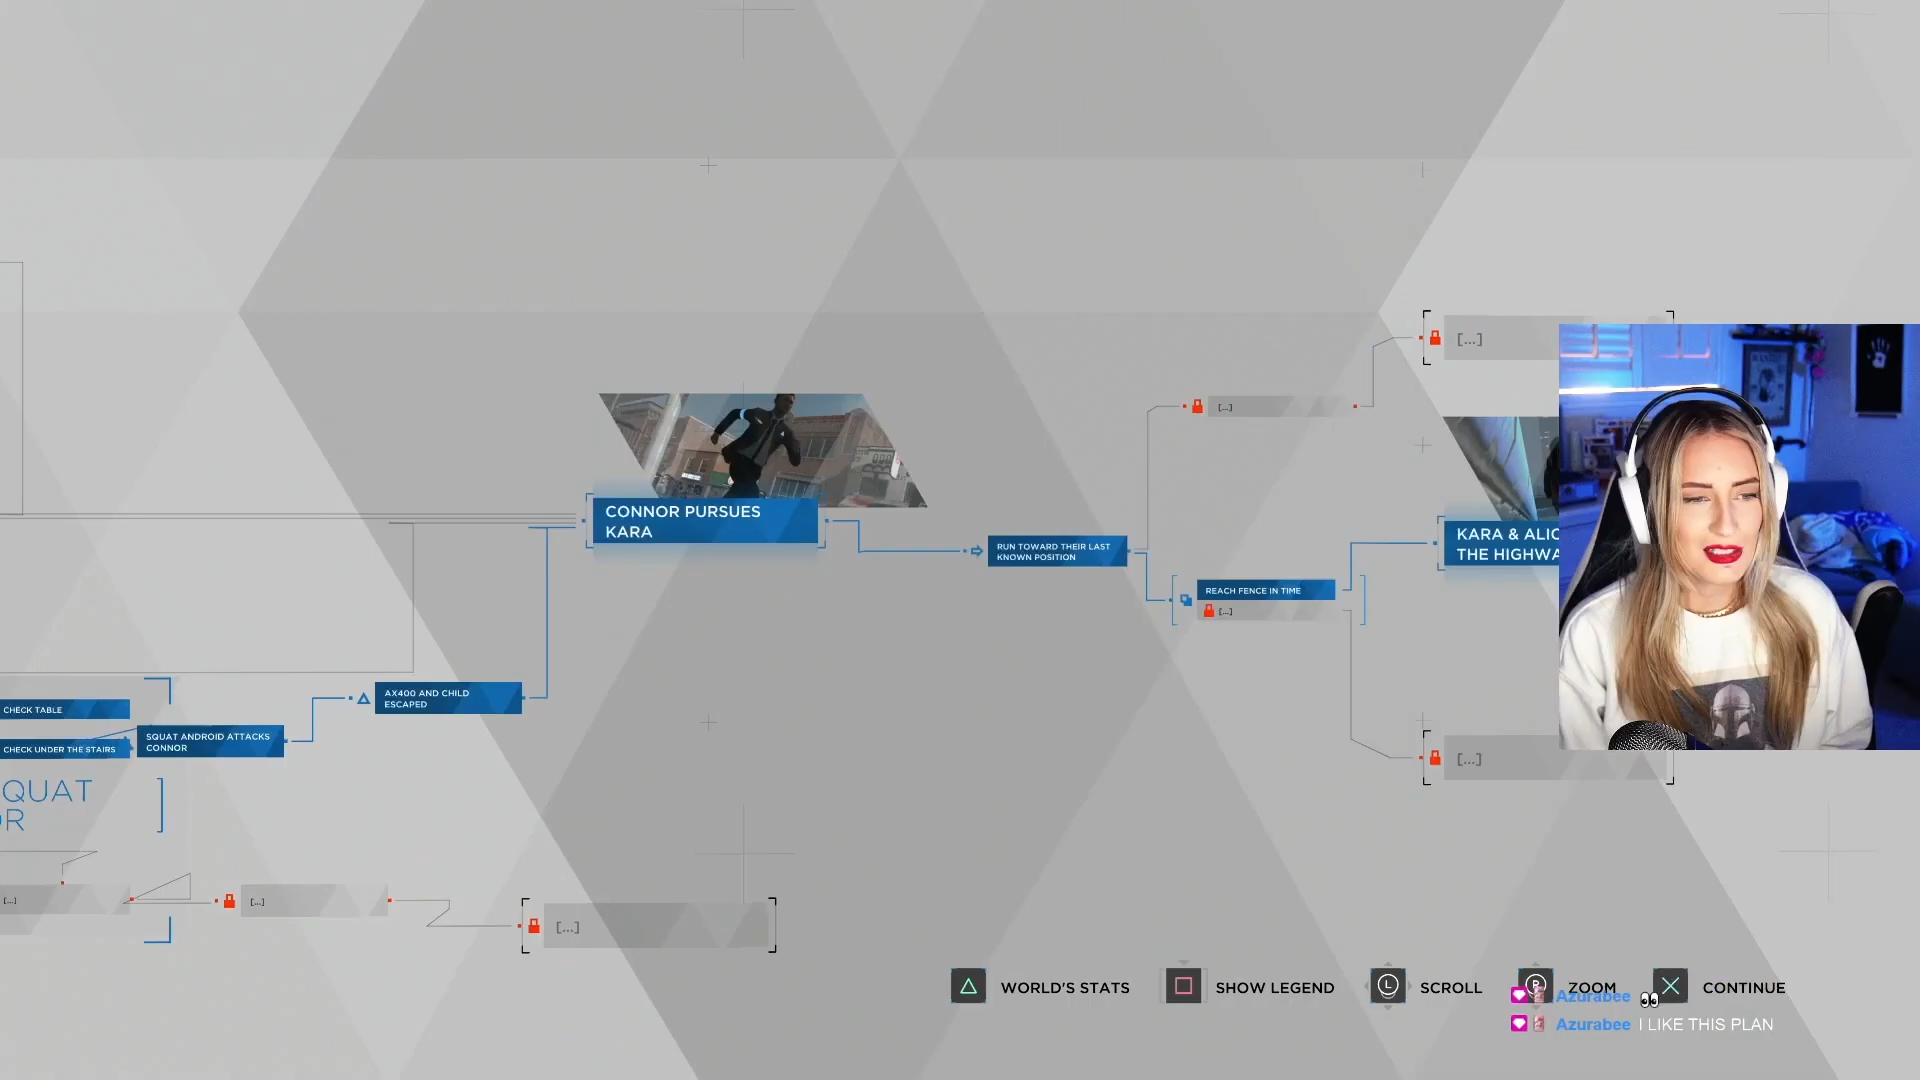 [...]
[...]
CONNOR PURSUES
KARA
KARA & ALIC
THE HIGHWA
RUN TOWARD THEIR LAST
KNOWN POSITION
REACH FENCE IN TIME
[...]
AX400 AND CHILD
ESCAPED
CHECK TABLE
SQUAT ANDROID ATTACKS
CONNOR
CHECK UNDER THE STAIRS
[...]
QUAT
OR
[...]
[...]
[...]
WORLD'S STATS
SHOW LEGEND
L
SCROLL
R
ZOOM
CONTINUE
Azurabee
Azurabee I LIKE THIS PLAN